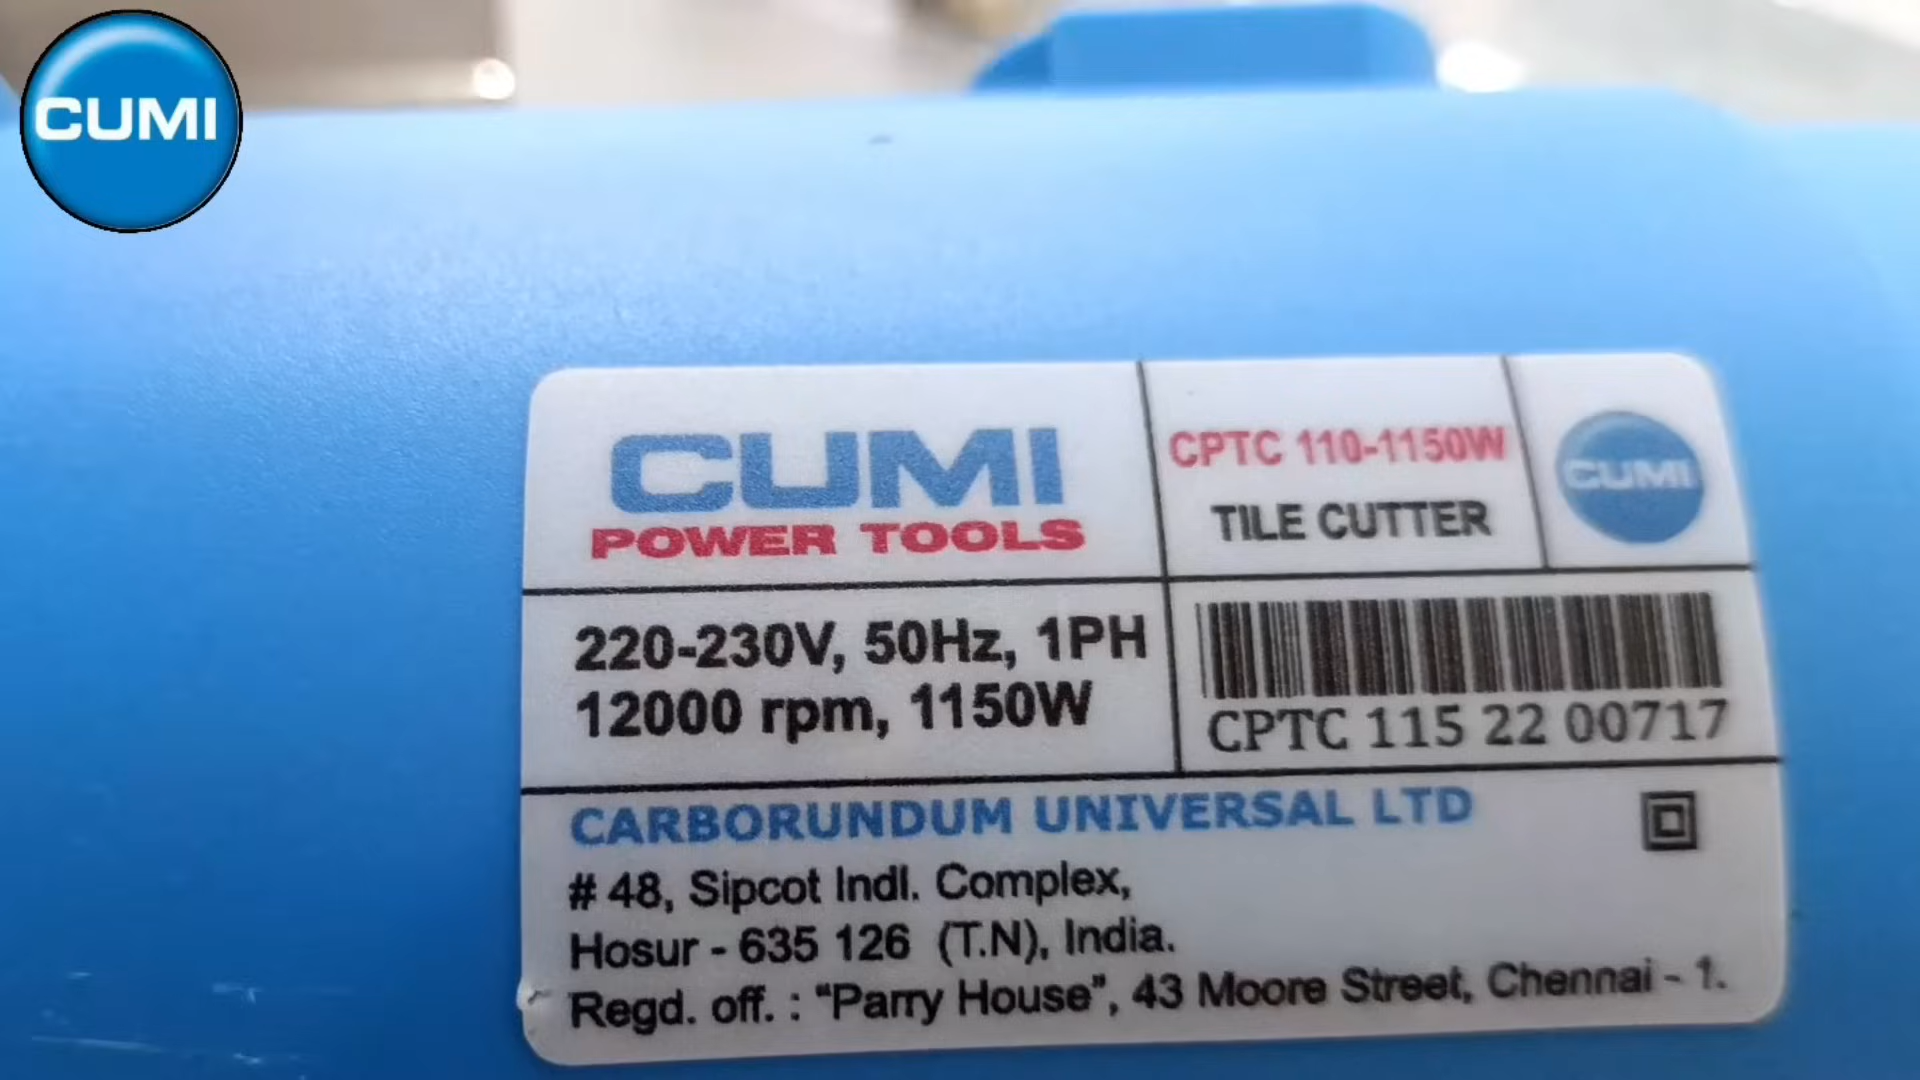 CUMI
CUMI
POWER TOOLS
CPTC 110-1150W
TILE CUTTER
CUMI
220-230V, 50Hz, 1PH
12000 rpm, 1150W
CPTC 115 22 00717
CARBORUNDUM UNIVERSAL LTD
# 48, Sipcot Indl. Complex,
Hosur - 635 126 (T.N), India.
Regd. off. : "Parry House", 43 Moore Street, Chennai - 1.